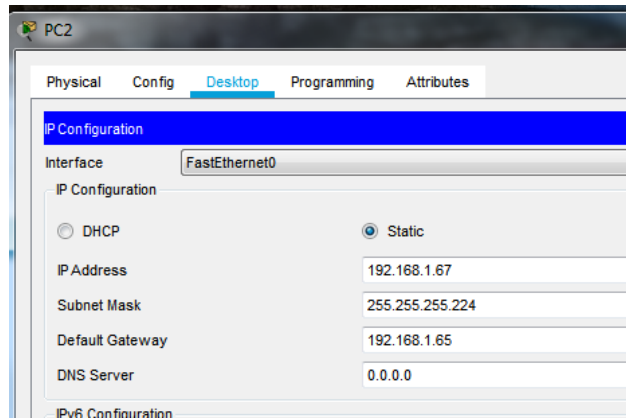 PC2
Physical Config Desktop Programming Attributes
IP Configuration
Interface FastEthernet0
IP Configuration
DHCP Static
IP Address 192.168.1.67
Subnet Mask 255.255.255.224
Default Gateway 192.168.1.65
DNS Server 0.0.0.0
IPv6 Configuration